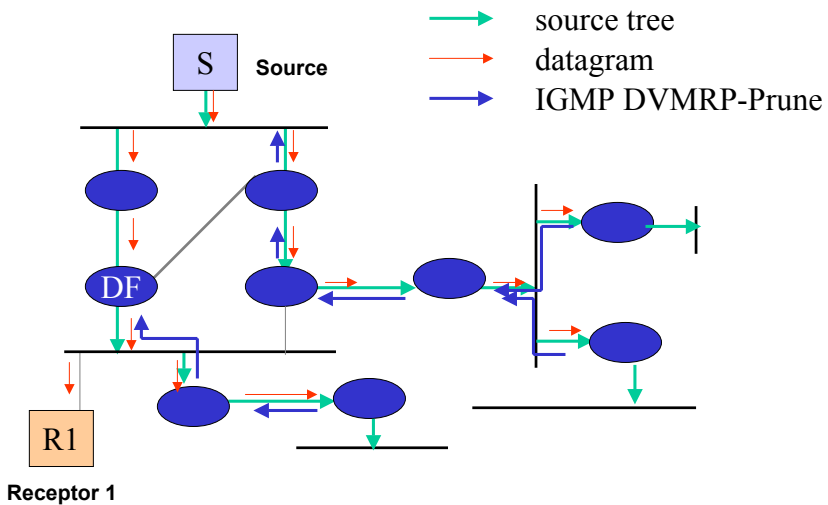 source tree
datagram
IGMP DVMRP-Prune
S
Source
DF
R1
Receptor 1